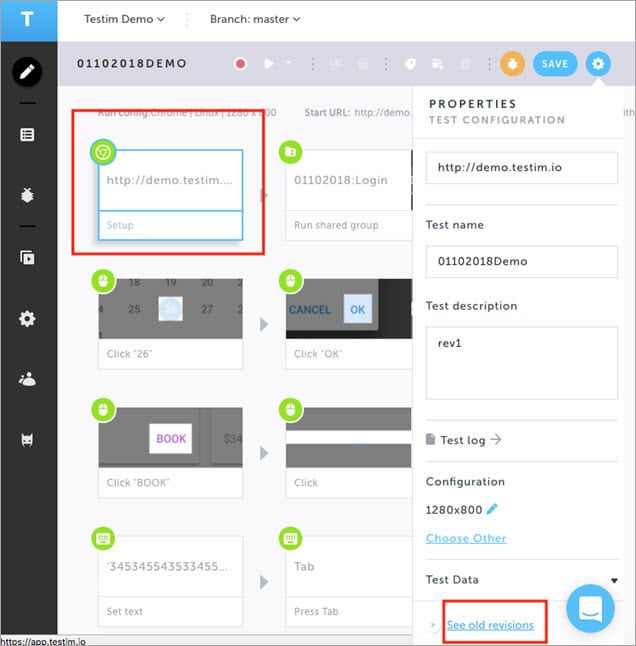 T
Testim Demo
Branch: master
01102018DEMO
SAVE
Run config:Chrome | Linux | 1280 x 800
Start URL: http://demo.
ith
http://demo.testim....
Setup
01102018:Login
Run shared group
18 19 20
25 26 27
4
Click "26"
CANCEL OK
Click "OK"
BOOK
$34
Click "BOOK"
Click
"345345543533455...
Set text
Tab
Press Tab
PROPERTIES
TEST CONFIGURATION
http://demo.testim.io
Test name
01102018Demo
Test description
rev1
Test log
Configuration
1280x800
Choose Other
Test Data
See old revisions
https://app.testim.io